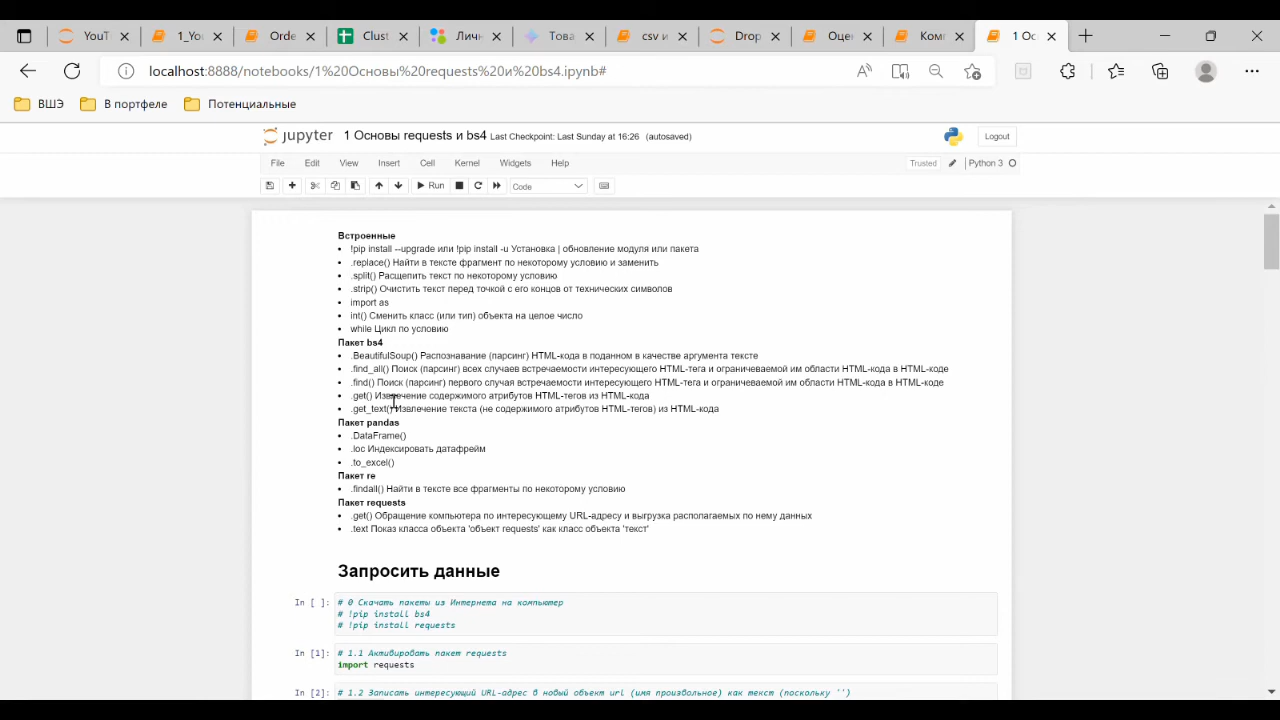 YouT
1_Yo
Orde
Clust
Личн
Това
csv и
Drop
Оцен
Комп
1 Ос
localhost:8888/notebooks/1%20Основы%20requests%20и%20bs4.ipynb#
ВШЭ
В портфеле
Потенциальные
jupyter 1 Основы requests и bs4 Last Checkpoint: Last Sunday at 16:26 (autosaved)
Logout
File Edit View Insert Cell Kernel Widgets Help
Trusted
Python 3
Run
Code
Встроенные
!pip install --upgrade или !pip install -u Установка | обновление модуля или пакета
.replace() Найти в тексте фрагмент по некоторому условию и заменить
.split() Расщепить текст по некоторому условию
.strip() Очистить текст перед точкой с его концов от технических символов
import as
int() Сменить класс (или тип) объекта на целое число
while Цикл по условию
Пакет bs4
.BeautifulSoup() Распознавание (парсинг) HTML-кода в поданном в качестве аргумента тексте
.find_all() Поиск (парсинг) всех случаев встречаемости интересующего HTML-тега и ограничеваемой им области HTML-кода в HTML-коде
.find() Поиск (парсинг) первого случая встречаемости интересующего HTML-тега и ограничеваемой им области HTML-кода в HTML-коде
.get() Извлечение содержимого атрибутов HTML-тегов из HTML-кода
.get_text() Извлечение текста (не содержимого атрибутов HTML-тегов) из HTML-кода
Пакет pandas
.DataFrame()
.loc Индексировать датафрейм
.to_excel()
Пакет re
.findall() Найти в тексте все фрагменты по некоторому условию
Пакет requests
.get() Обращение компьютера по интересующему URL-адресу и выгрузка располагаемых по нему данных
.text Показ класса объекта 'объект requests' как класс объекта 'текст'
Запросить данные
In [ ]: # 0 Скачать пакеты из Интернета на компьютер
# !pip install bs4
# !pip install requests
In [1]: # 1.1 Активировать пакет requests
import requests
In [2]: # 1.2 Записать интересующий URL-адрес в новый объект url (имя произвольное) как текст (поскольку '')